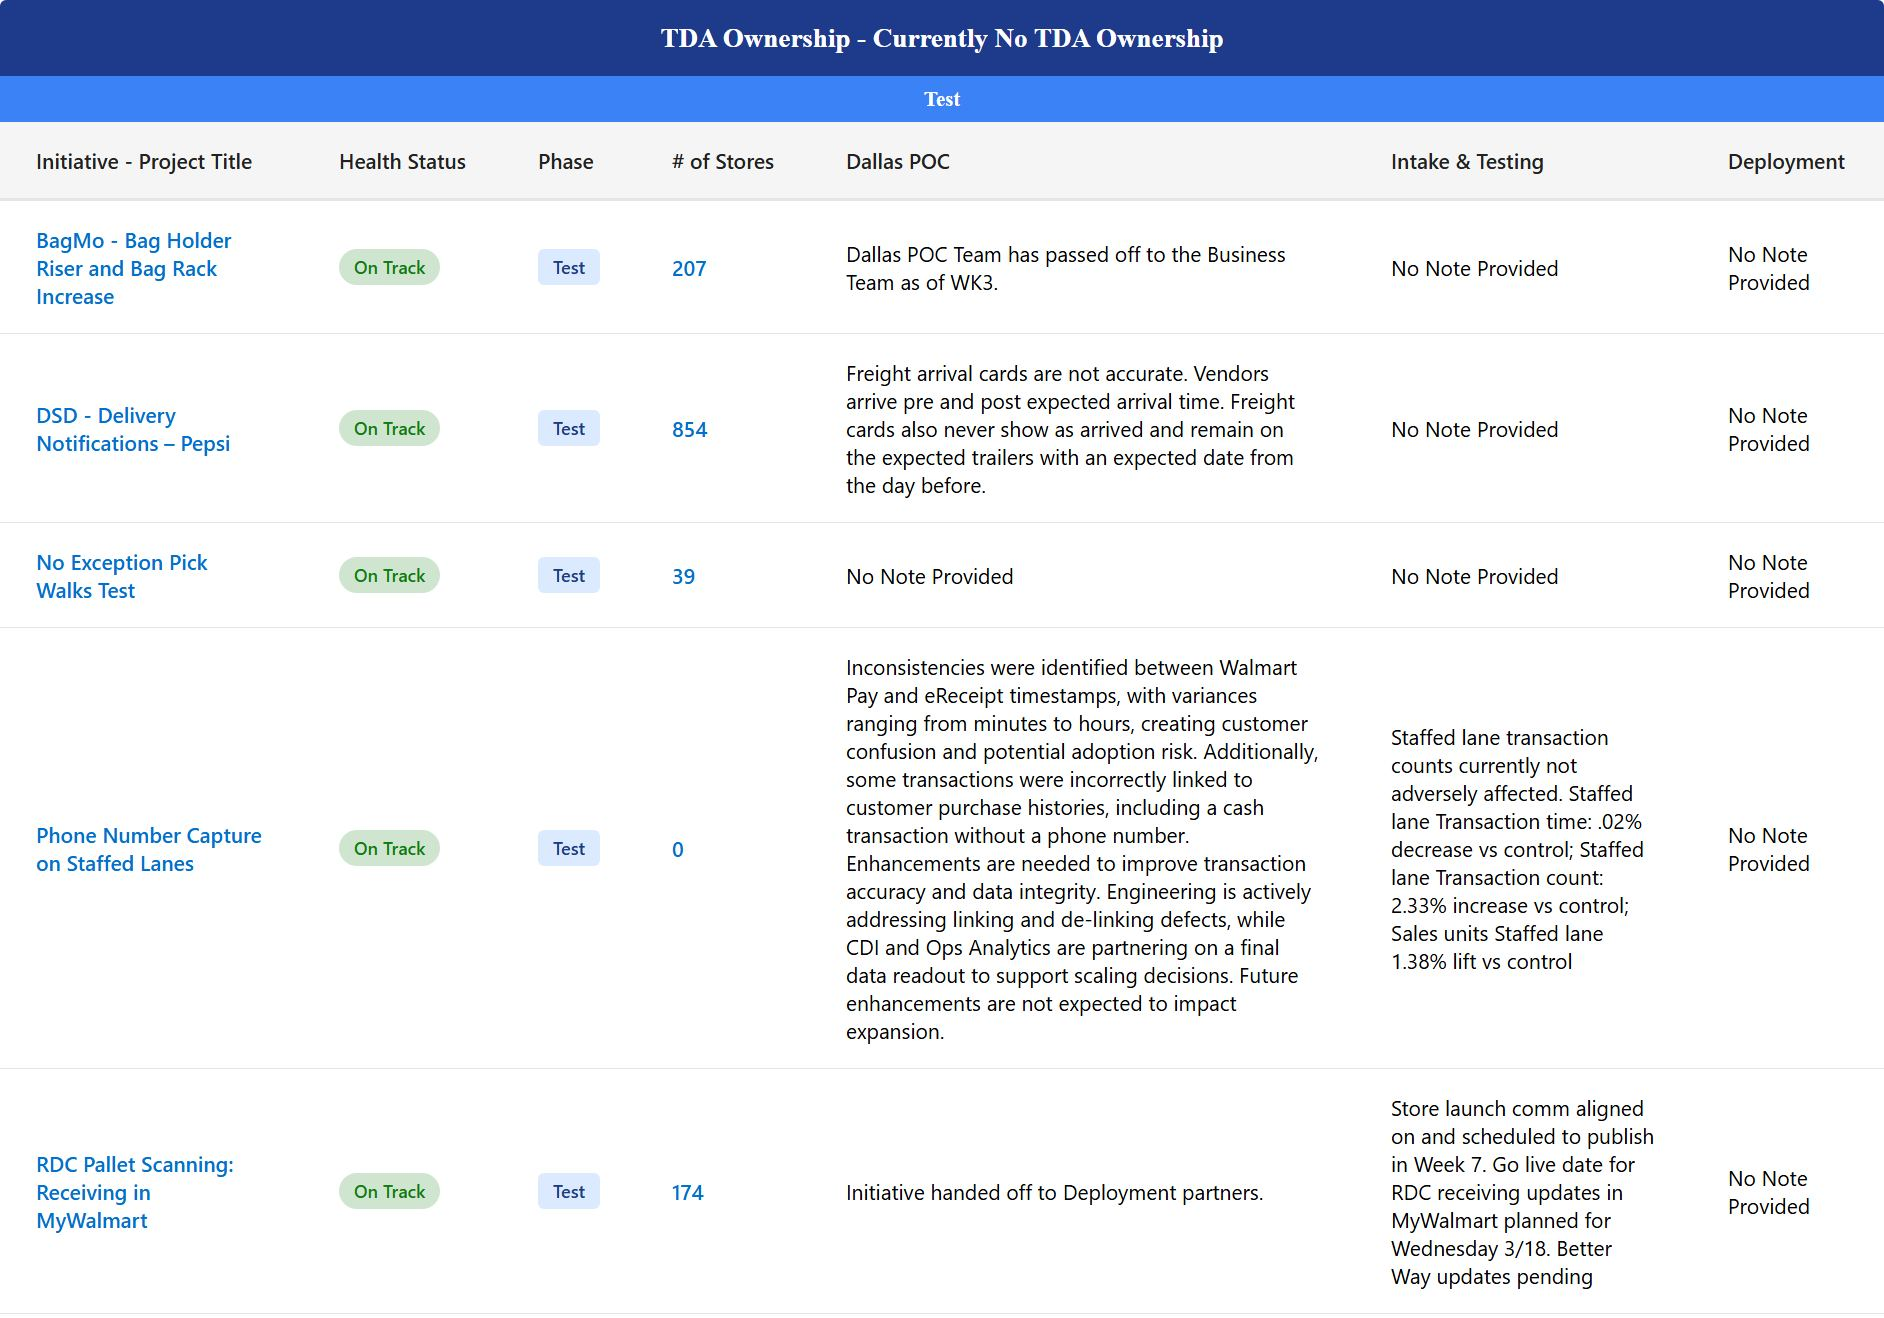 TDA Ownership - Currently No TDA Ownership
Test
Initiative - Project Title
Health Status
Phase
# of Stores
Dallas POC
Intake & Testing
Deployment
BagMo - Bag Holder
Riser and Bag Rack
Increase
On Track
Test
207
Dallas POC Team has passed off to the Business
Team as of WK3.
No Note Provided
No Note
Provided
DSD - Delivery
Notifications – Pepsi
On Track
Test
854
Freight arrival cards are not accurate. Vendors
arrive pre and post expected arrival time. Freight
cards also never show as arrived and remain on
the expected trailers with an expected date from
the day before.
No Note Provided
No Note
Provided
No Exception Pick
Walks Test
On Track
Test
39
No Note Provided
No Note Provided
No Note
Provided
Phone Number Capture
on Staffed Lanes
On Track
Test
0
Inconsistencies were identified between Walmart
Pay and eReceipt timestamps, with variances
ranging from minutes to hours, creating customer
confusion and potential adoption risk. Additionally,
some transactions were incorrectly linked to
customer purchase histories, including a cash
transaction without a phone number.
Enhancements are needed to improve transaction
accuracy and data integrity. Engineering is actively
addressing linking and de-linking defects, while
CDI and Ops Analytics are partnering on a final
data readout to support scaling decisions. Future
enhancements are not expected to impact
expansion.
Staffed lane transaction
counts currently not
adversely affected. Staffed
lane Transaction time: .02%
decrease vs control; Staffed
lane Transaction count:
2.33% increase vs control;
Sales units Staffed lane
1.38% lift vs control
No Note
Provided
RDC Pallet Scanning:
Receiving in
MyWalmart
On Track
Test
174
Initiative handed off to Deployment partners.
Store launch comm aligned
on and scheduled to publish
in Week 7. Go live date for
RDC receiving updates in
MyWalmart planned for
Wednesday 3/18. Better
Way updates pending
No Note
Provided